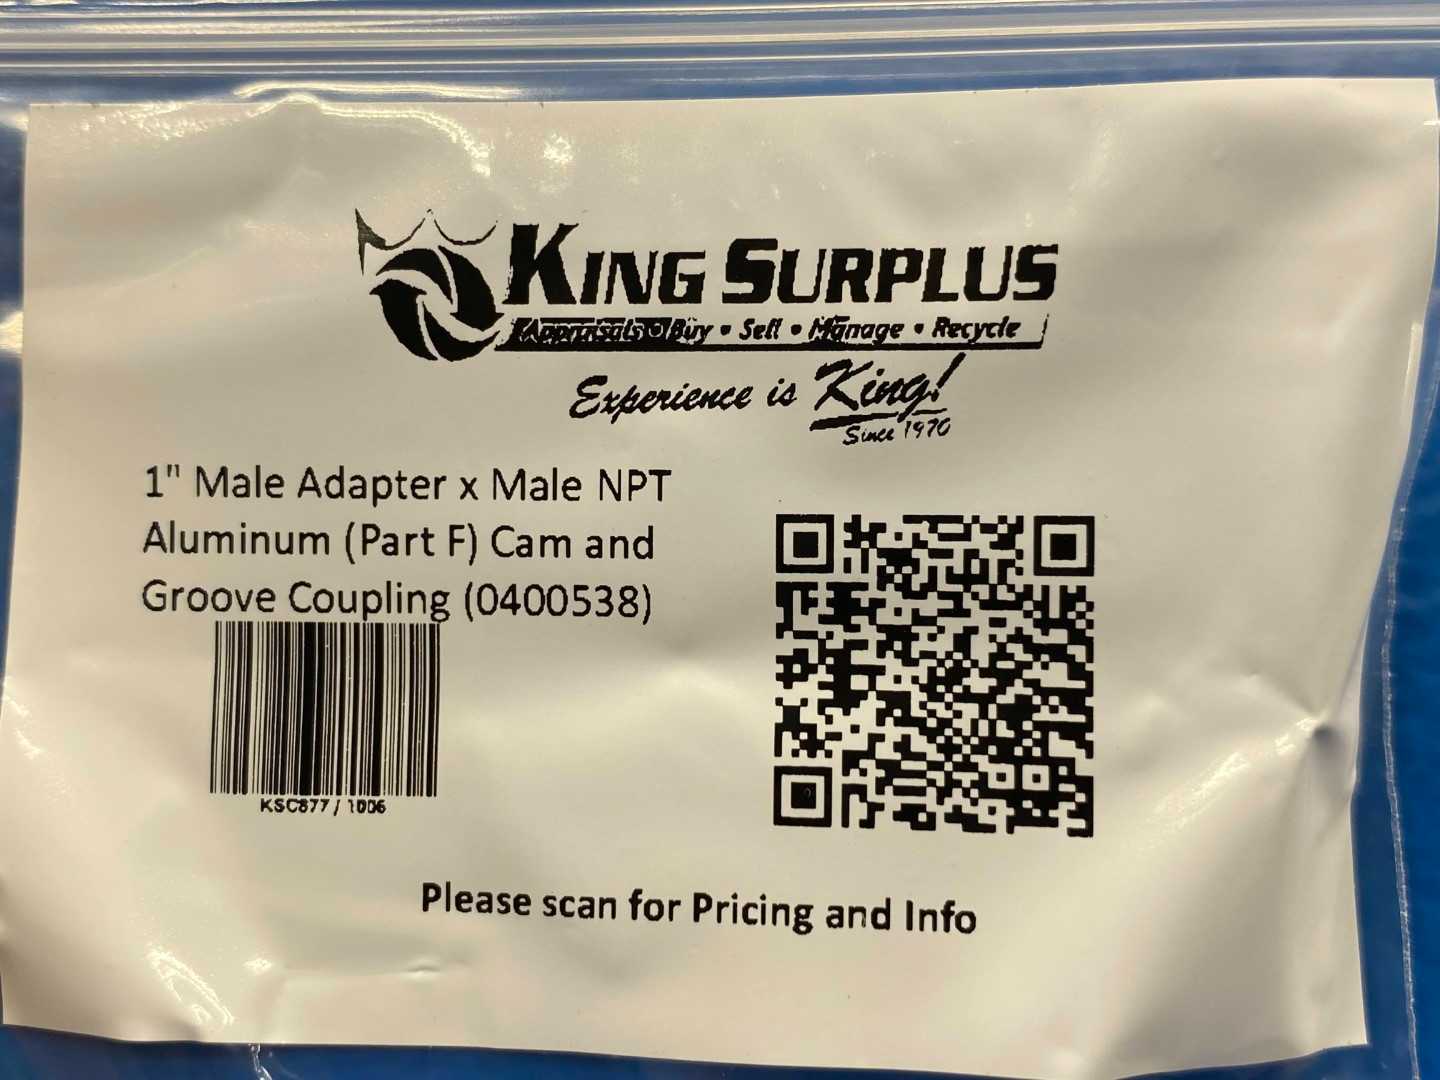 KING SURPLUS
Appraisals • Buy • Sell • Manage • Recycle
Experience is King!
Since 1970
1" Male Adapter x Male NPT
Aluminum (Part F) Cam and
Groove Coupling (0400538)
KSC877 / 1006
Please scan for Pricing and Info